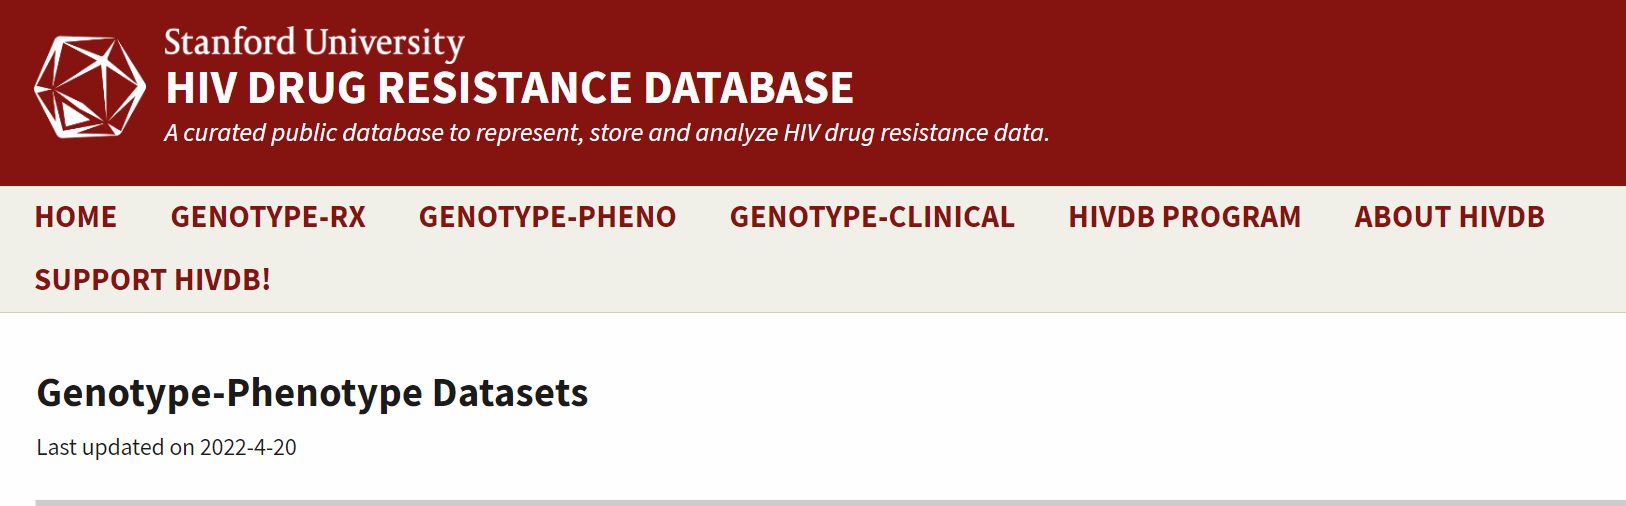 Stanford University
HIV DRUG RESISTANCE DATABASE
A curated public database to represent, store and analyze HIV drug resistance data.
HOME GENOTYPE-RX GENOTYPE-PHENO GENOTYPE-CLINICAL HIVDB PROGRAM ABOUT HIVDB
SUPPORT HIVDB!
Genotype-Phenotype Datasets
Last updated on 2022-4-20